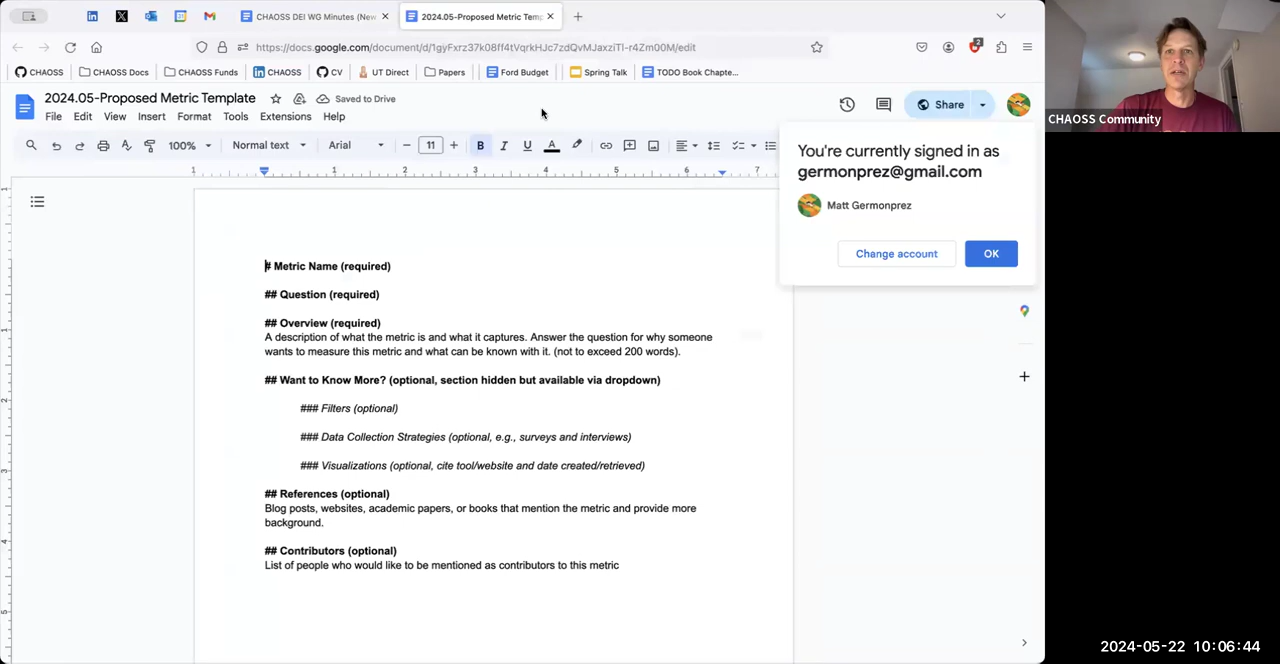 CHAOSS DEI WG Minutes (New
2024.05-Proposed Metric Temp
https://docs.google.com/document/d/1gyFxrz37k08ff4tVqrkHJc7zdQvMJaxziTl-r4Zm00M/edit
2
CHAOSS
CHAOSS Docs
CHAOSS Funds
CHAOSS
CV
UT Direct
Papers
Ford Budget
Spring Talk
TODO Book Chapte...
2024.05-Proposed Metric Template
Saved to Drive
File Edit View Insert Format Tools Extensions Help
Share
100% Normal text Arial 11 B I U A
1 1 2 3 4 5 6 7
You're currently signed in as
germonprez@gmail.com
Matt Germonprez
Change account OK
# Metric Name (required)
## Question (required)
## Overview (required)
A description of what the metric is and what it captures. Answer the question for why someone
wants to measure this metric and what can be known with it. (not to exceed 200 words).
## Want to Know More? (optional, section hidden but available via dropdown)
### Filters (optional)
### Data Collection Strategies (optional, e.g., surveys and interviews)
### Visualizations (optional, cite tool/website and date created/retrieved)
## References (optional)
Blog posts, websites, academic papers, or books that mention the metric and provide more
background.
## Contributors (optional)
List of people who would like to be mentioned as contributors to this metric
CHAOSS Community
2024-05-22 10:06:44